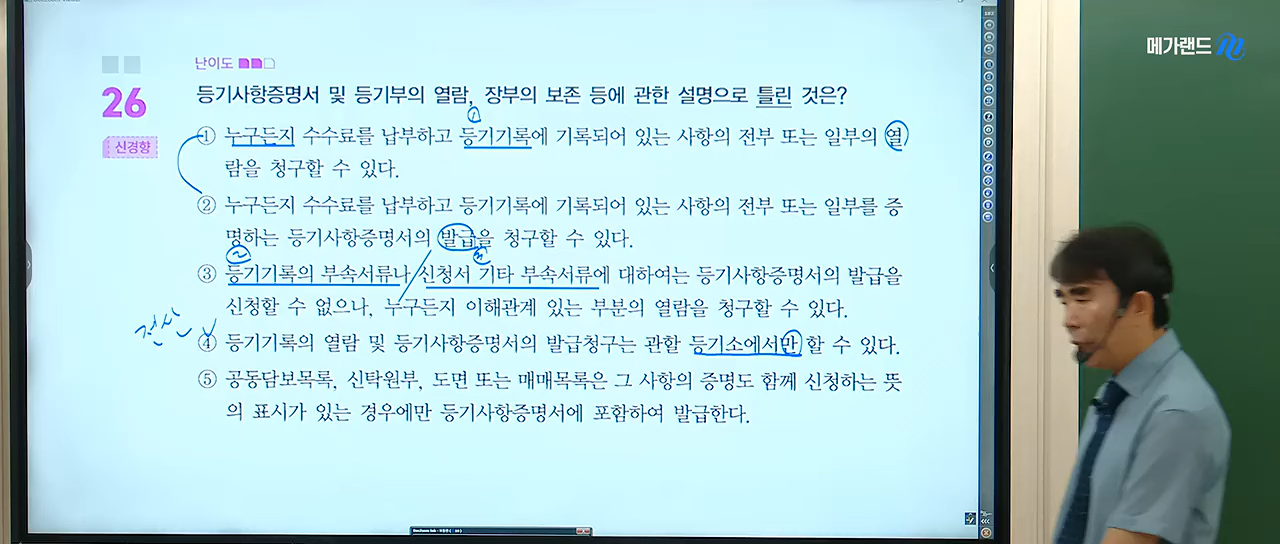 메가랜드
난이도
26
신경향
등기사항증명서 및 등기부의 열람, 장부의 보존 등에 관한 설명으로 틀린 것은?
①
① 누구든지 수수료를 납부하고 등기기록에 기록되어 있는 사항의 전부 또는 일부의 열
람을 청구할 수 있다.
② 누구든지 수수료를 납부하고 등기기록에 기록되어 있는 사항의 전부 또는 일부를 증
명하는 등기사항증명서의 발급을 청구할 수 있다.
②
③ 등기기록의 부속서류나 신청서 기타 부속서류에 대하여는 등기사항증명서의 발급을
신청할 수 없으나, 누구든지 이해관계 있는 부분의 열람을 청구할 수 있다.
전산
④ 등기기록의 열람 및 등기사항증명서의 발급청구는 관할 등기소에서만 할 수 있다.
⑤ 공동담보목록, 신탁원부, 도면 또는 매매목록은 그 사항의 증명도 함께 신청하는 뜻
의 표시가 있는 경우에만 등기사항증명서에 포함하여 발급한다.